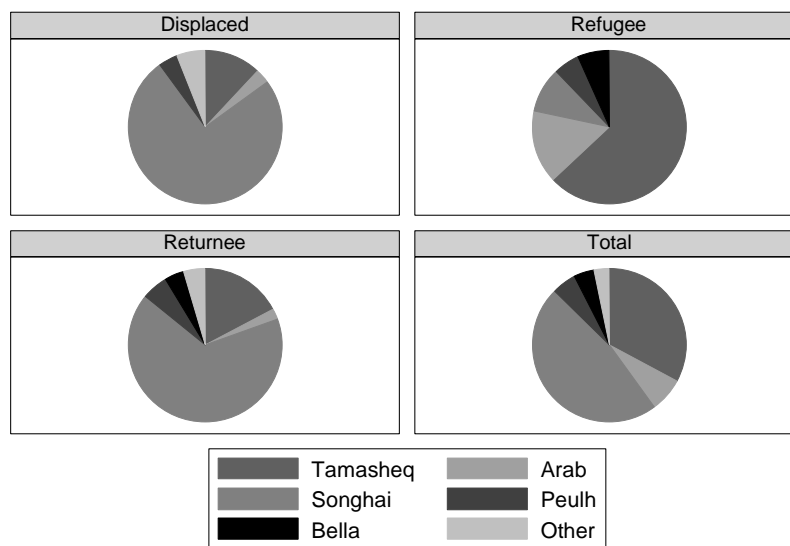 Displaced
Refugee
Returnee
Total
Tamasheq
Arab
Songhai
Peulh
Bella
Other